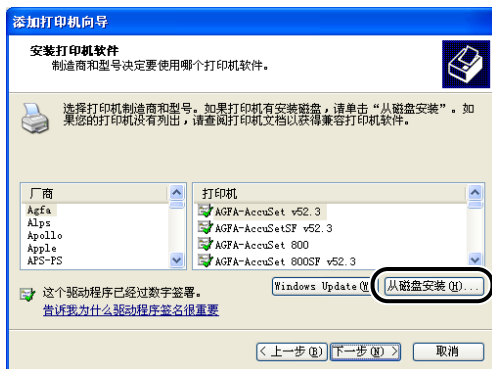 添加打印机向导
安装打印机软件
制造商和型号决定要使用哪个打印机软件。
选择打印机制造商和型号。如果打印机有安装磁盘，请单击“从磁盘安装”。如
果您的打印机没有列出，请查阅打印机文档以获得兼容打印机软件。
厂商
Agfa
Alps
Apollo
Apple
APS-PS
打印机
AGFA-AccuSet v52.3
AGFA-AccuSetSF v52.3
AGFA-AccuSet 800
AGFA-AccuSet 800SF v52.3
这个驱动程序已经过数字签署。
告诉我为什么驱动程序签名很重要
Windows Update(W)
从磁盘安装(H)...
< 上一步(B)
下一步(N) >
取消